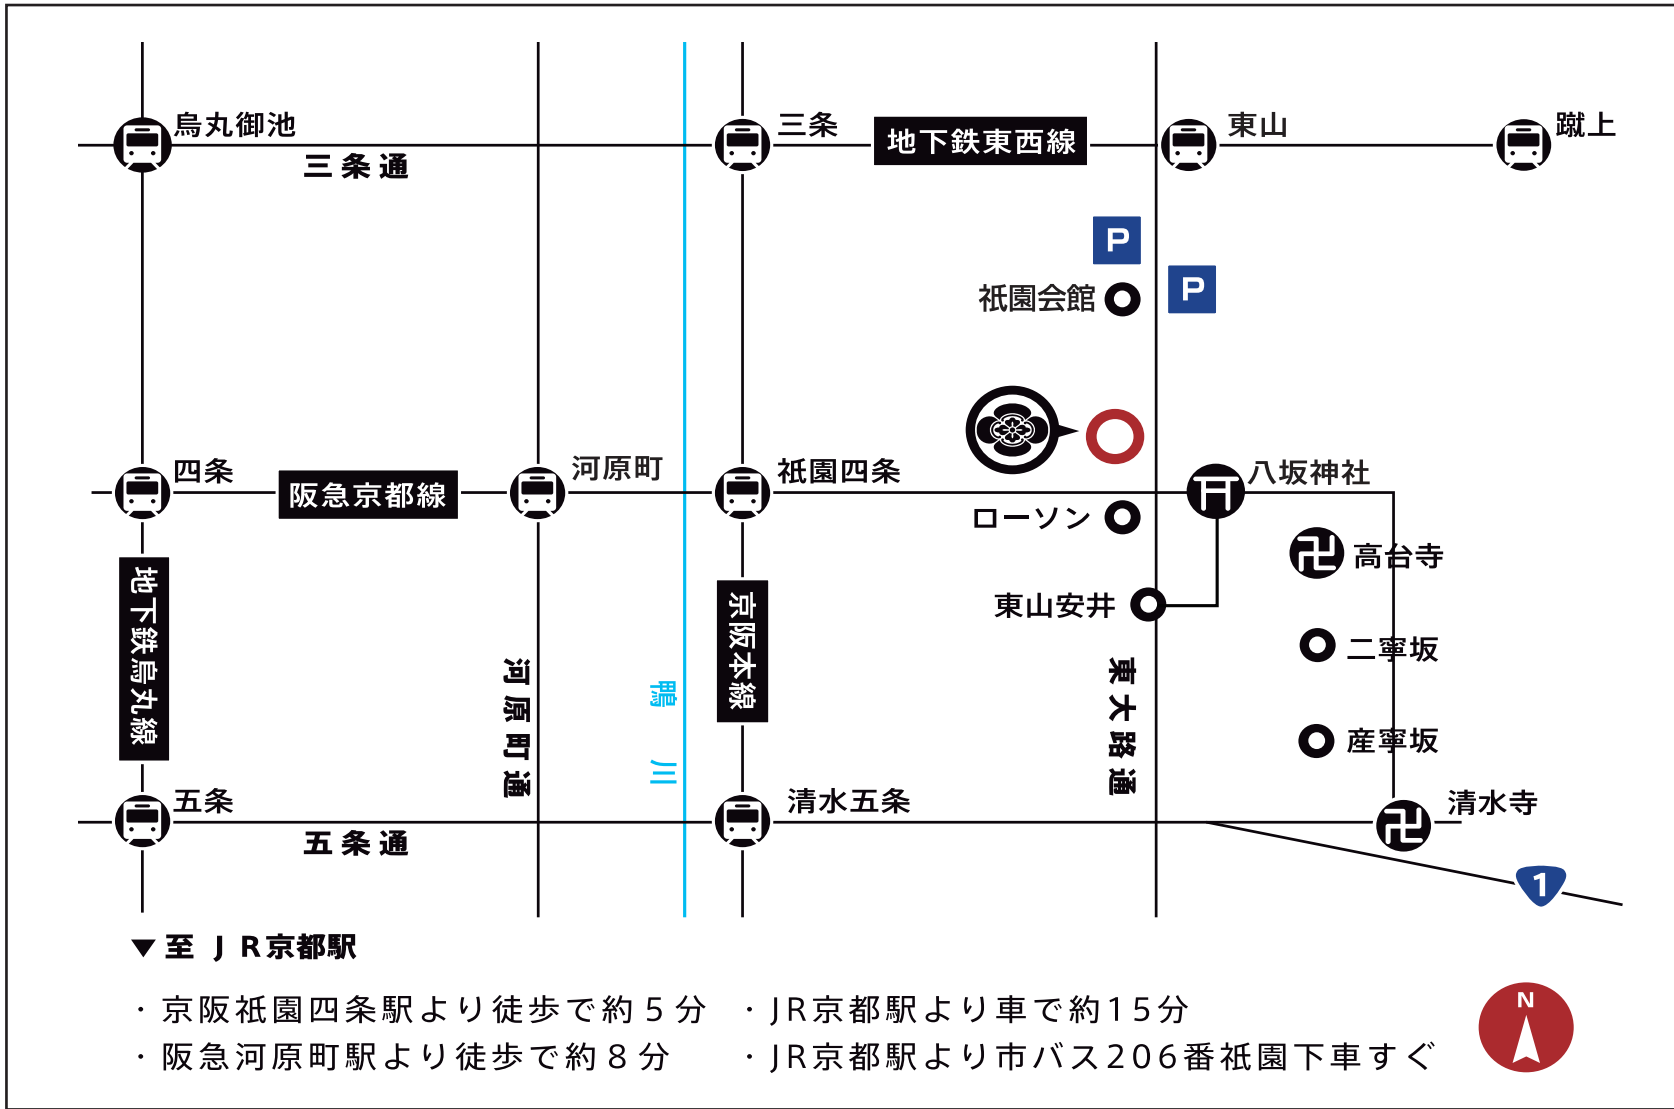 烏丸御池
三条
地下鉄東西線
東山
蹴上
三条通
P
P
祇園会館
四条
阪急京都線
河原町
祇園四条
八坂神社
ローソン
高台寺
地下鉄烏丸線
京阪本線
東山安井
二寧坂
河原町通
鴨川
東大路通
産寧坂
五条
清水五条
清水寺
五条通
1
▼至 JR京都駅
・京阪祇園四条駅より徒歩で約5分
・JR京都駅より車で約15分
・阪急河原町駅より徒歩で約8分
・JR京都駅より市バス206番祇園下車すぐ
N